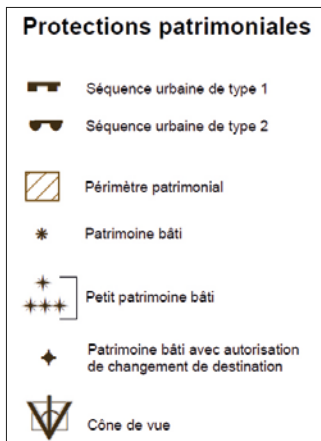 Protections patrimoniales
Séquence urbaine de type 1
Séquence urbaine de type 2
Périmètre patrimonial
Patrimoine bâti
Petit patrimoine bâti
Patrimoine bâti avec autorisation
de changement de destination
Cône de vue